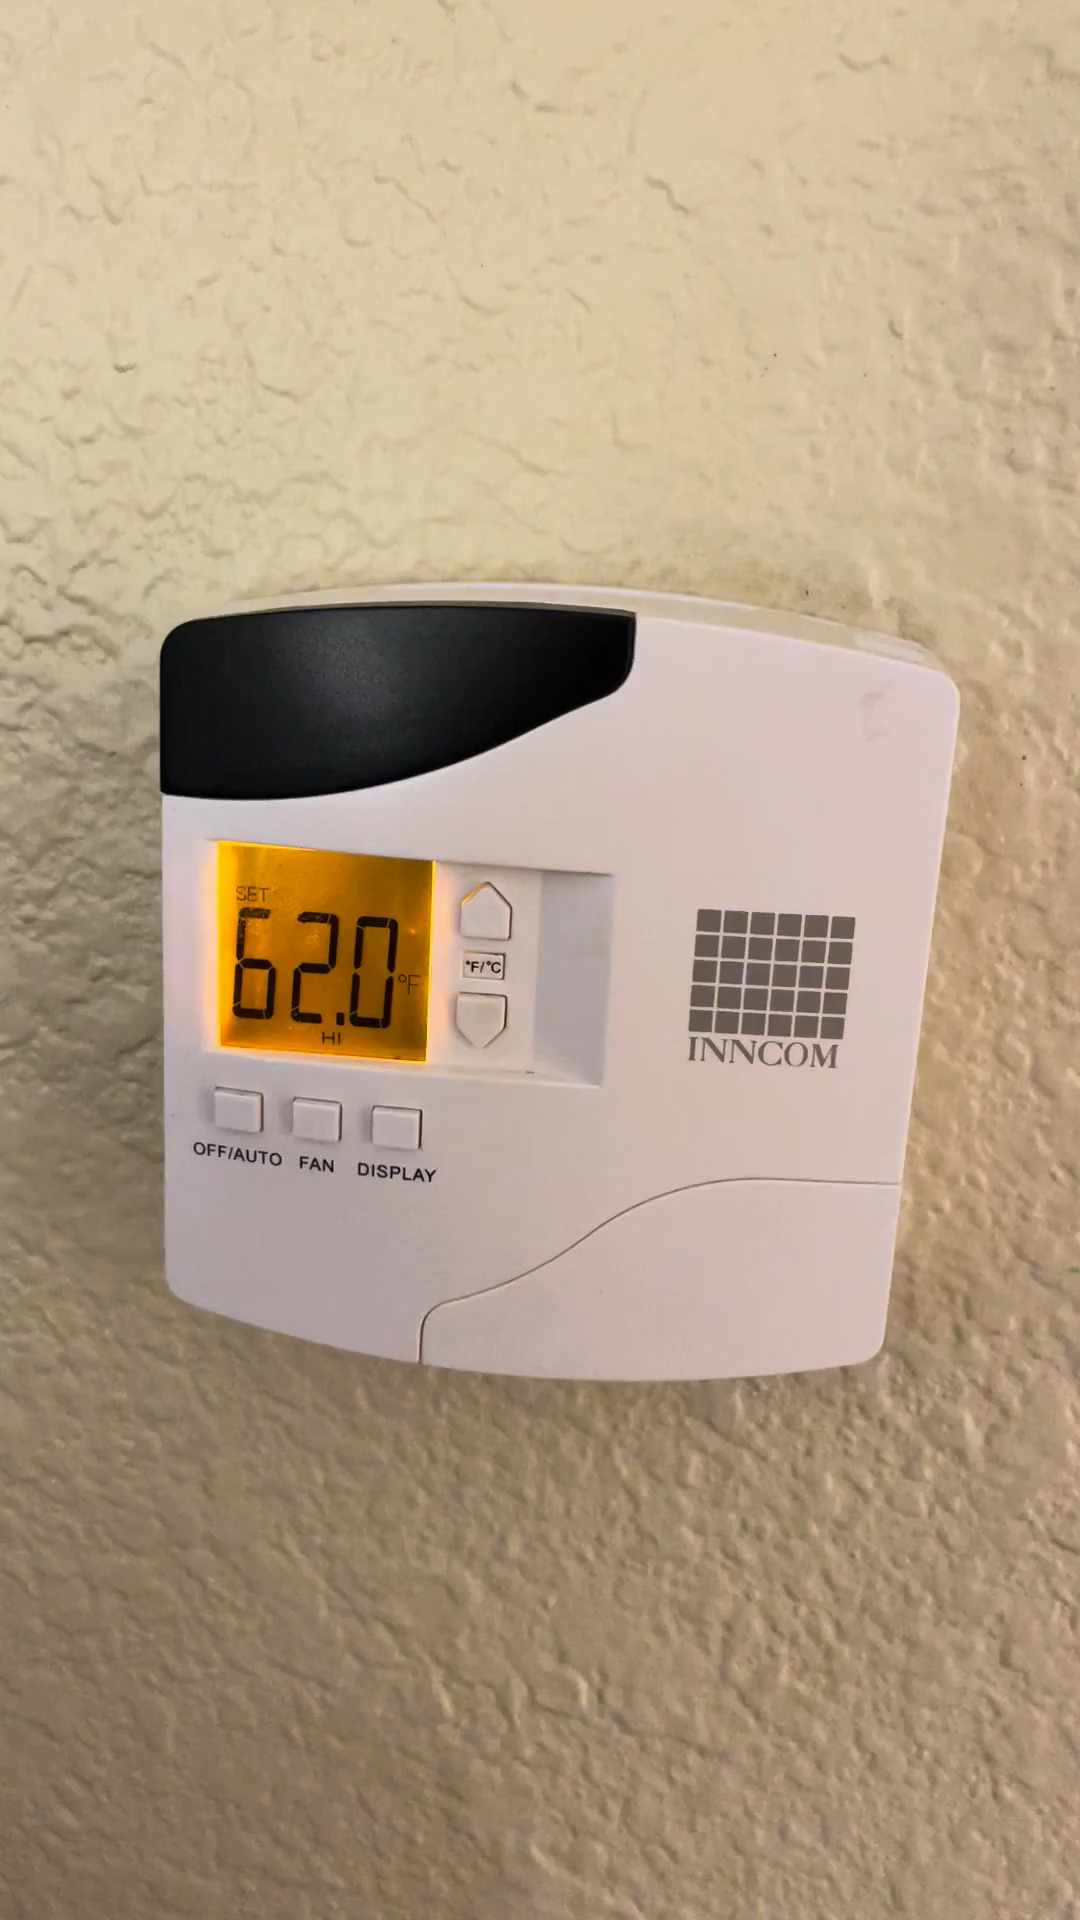 SET
62.0 °F
HI
°F/°C
INNCOM
OFF/AUTO FAN DISPLAY